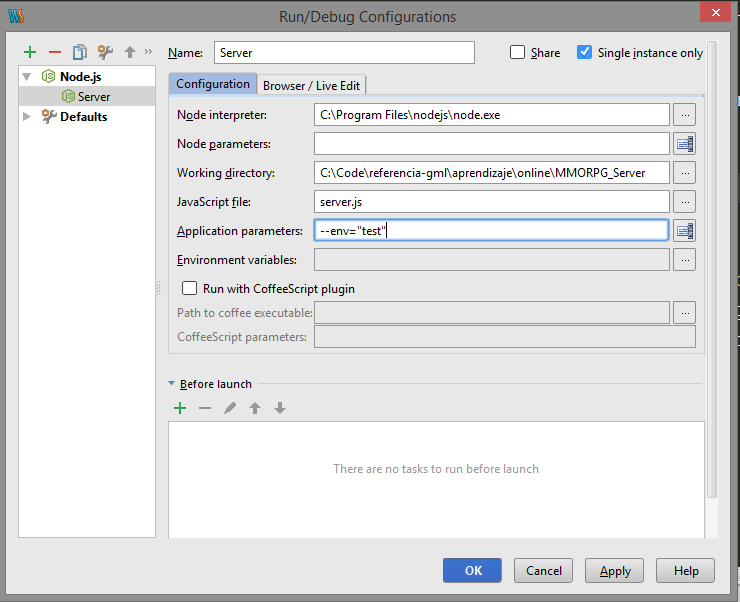 WS
Run/Debug Configurations
Name: Server
Share
Single instance only
Node.js
Server
Defaults
Configuration
Browser / Live Edit
Node interpreter: C:\Program Files\nodejs\node.exe
Node parameters:
Working directory: C:\Code\referencia-gml\aprendizaje\online\MMORPG_Server
JavaScript file: server.js
Application parameters: --env="test"
Environment variables:
Run with CoffeeScript plugin
Path to coffee executable:
CoffeeScript parameters:
Before launch
There are no tasks to run before launch
OK
Cancel
Apply
Help